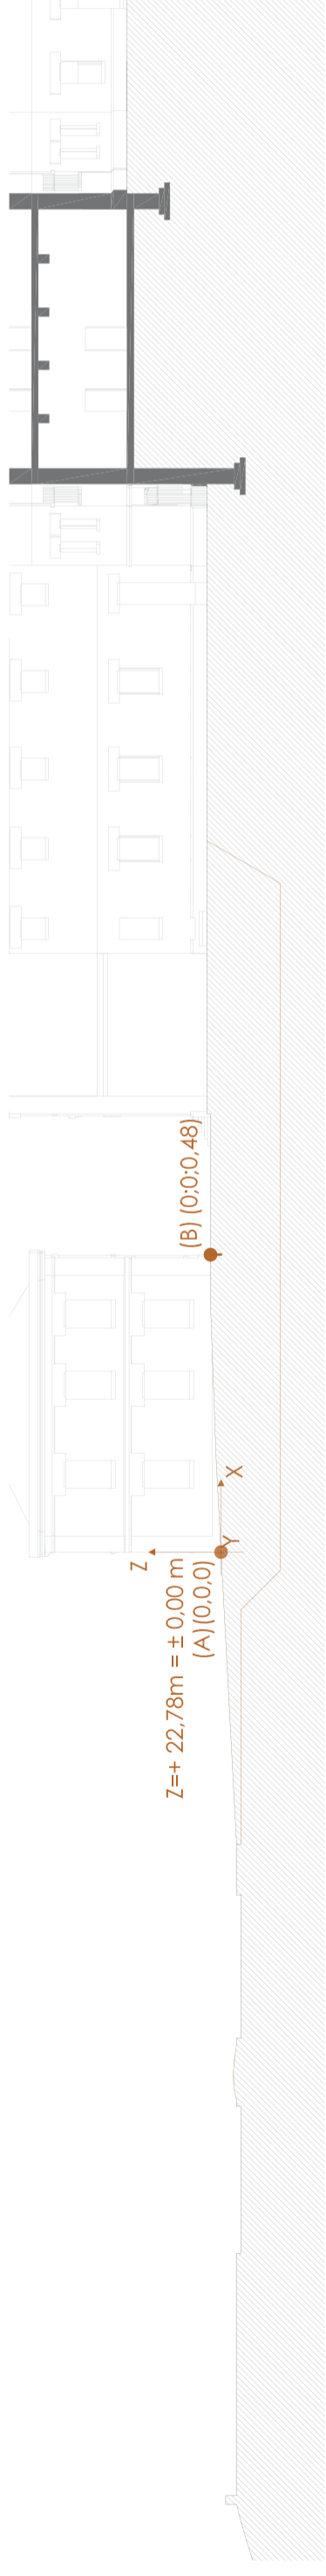 (B) (0;0;0,48)
X
Y
Z
Z=+ 22,78m = ± 0,00 m
(A)(0,0,0)